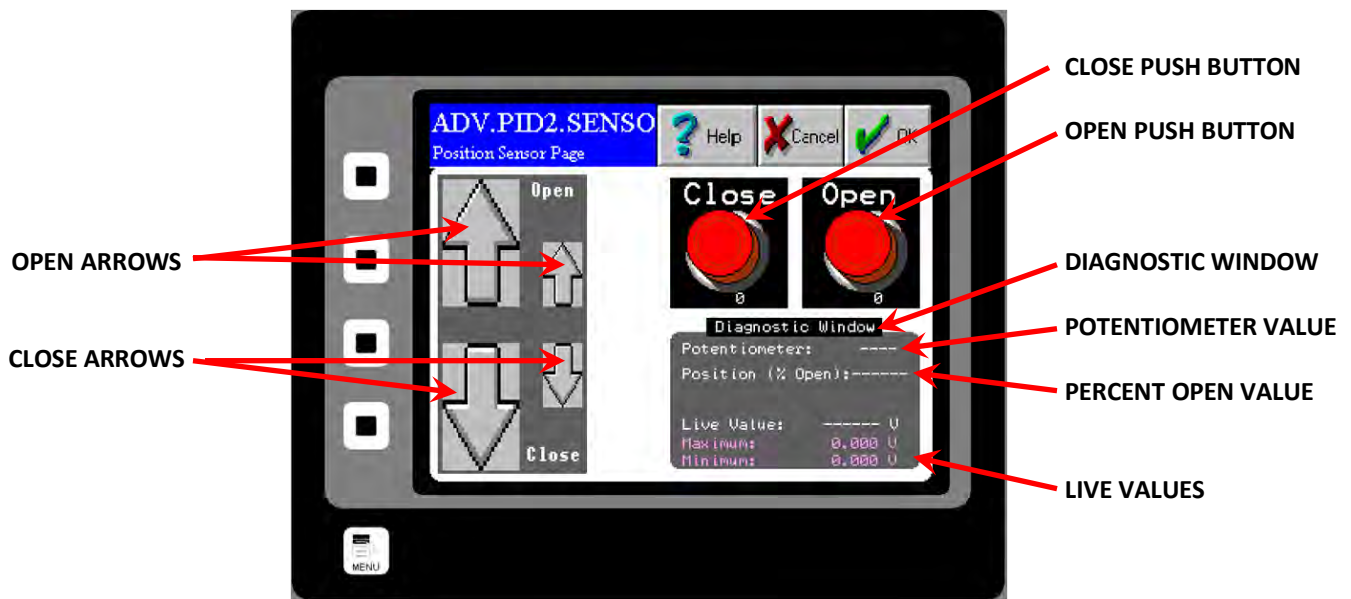 CLOSE PUSH BUTTON
OPEN PUSH BUTTON
DIAGNOSTIC WINDOW
POTENTIOMETER VALUE
PERCENT OPEN VALUE
LIVE VALUES
OPEN ARROWS
CLOSE ARROWS
ADV.PID2.SENSO
Position Sensor Page
Help
Cancel
OK
Open
Close
Close
0
Open
0
Diagnostic Window
Potentiometer: ----
Position (% Open):------
Live Value: ------ V
Maximum: 0.000 V
Minimum: 0.000 V
MENU